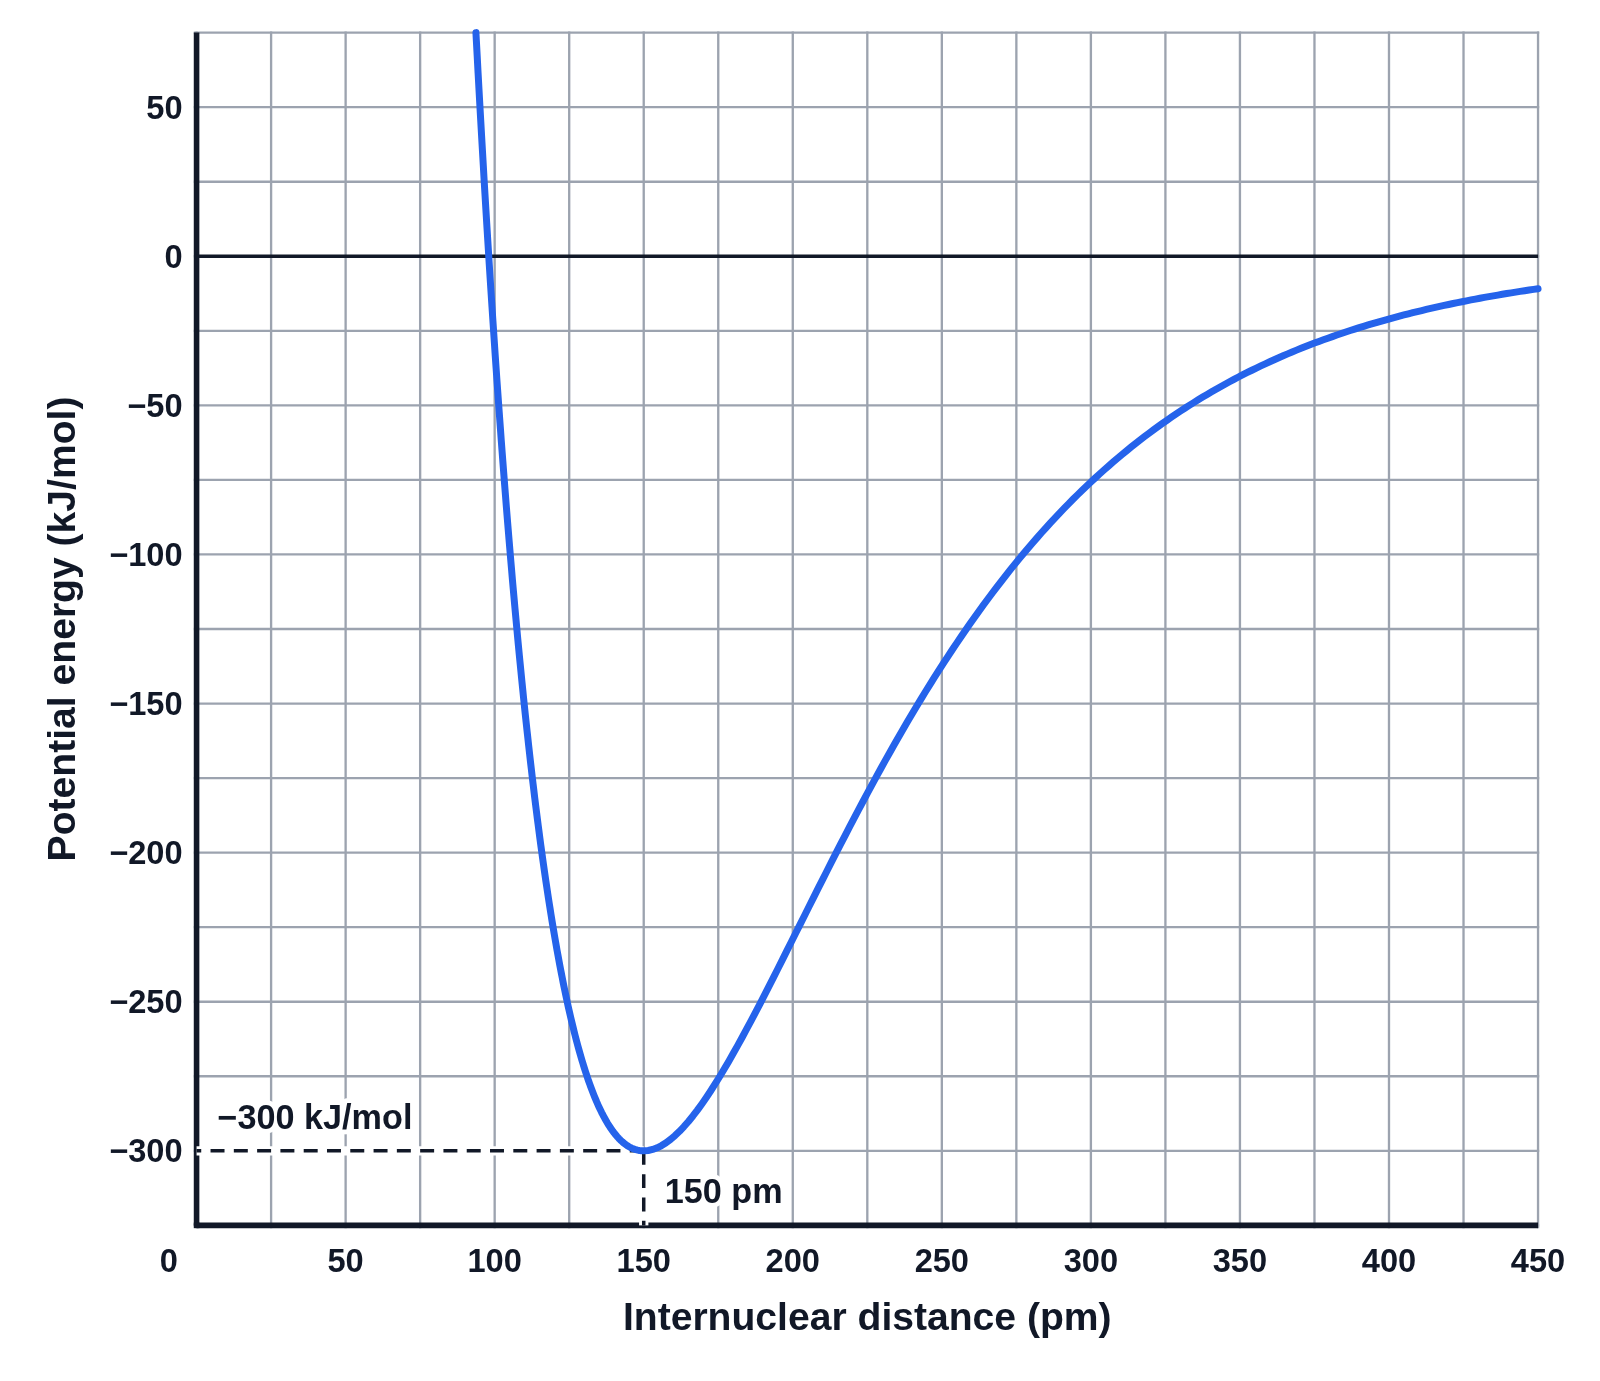 Potential energy (kJ/mol)
50
0
−50
−100
−150
−200
−250
−300
−300 kJ/mol
150 pm
0 50 100 150 200 250 300 350 400 450
Internuclear distance (pm)